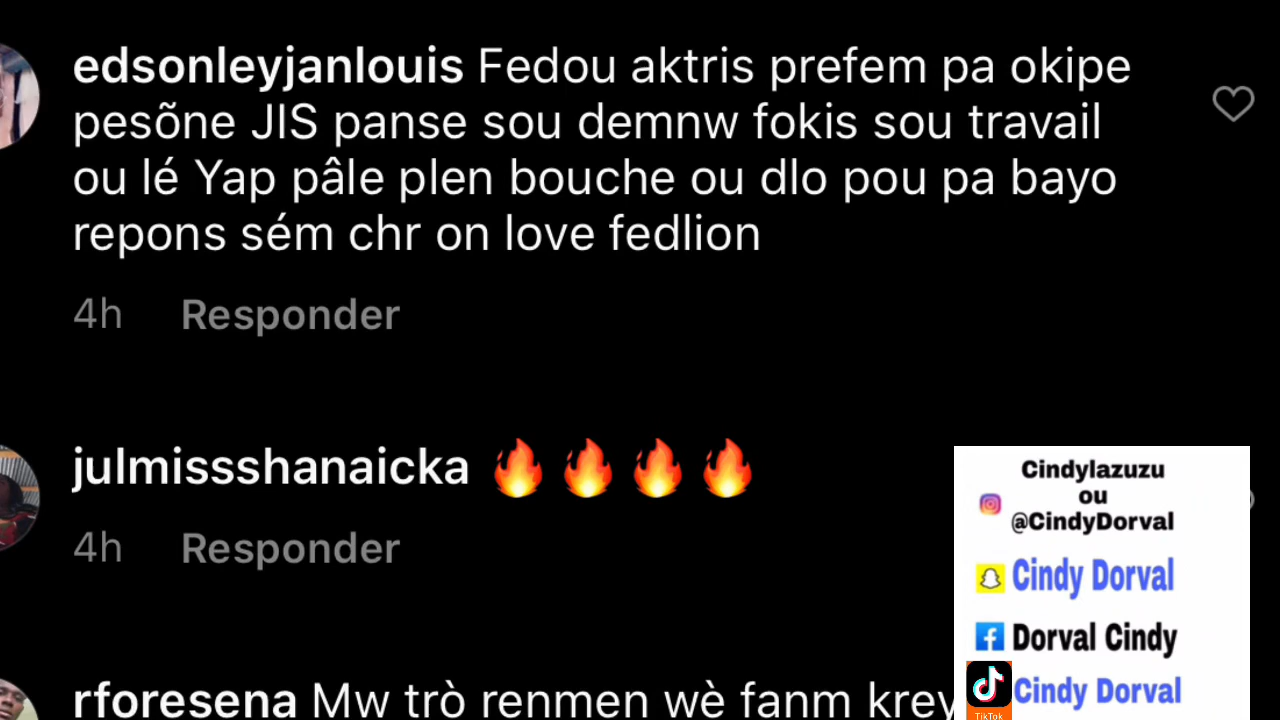 edsonleyjanlouis Fedou aktris prefem pa okipe
pesõne JIS panse sou demnw fokis sou travail
ou lé Yap pâle plen bouche ou dlo pou pa bayo
repons sém chr on love fedlion
4h Responder
julmissshanaicka 🔥🔥🔥🔥
4h Responder
rforesena Mw trò renmen wè fanm
Cindylazuzu
ou
@CindyDorval
Cindy Dorval
Dorval Cindy
Cindy Dorval
TikTok